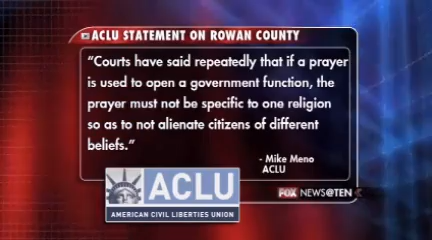 ACLU STATEMENT ON ROWAN COUNTY
"Courts have said repeatedly that if a prayer
is used to open a government function, the
prayer must not be specific to one religion
so as to not alienate citizens of different
beliefs."
- Mike Meno
ACLU
ACLU
AMERICAN CIVIL LIBERTIES UNION
FOX NEWS@TEN